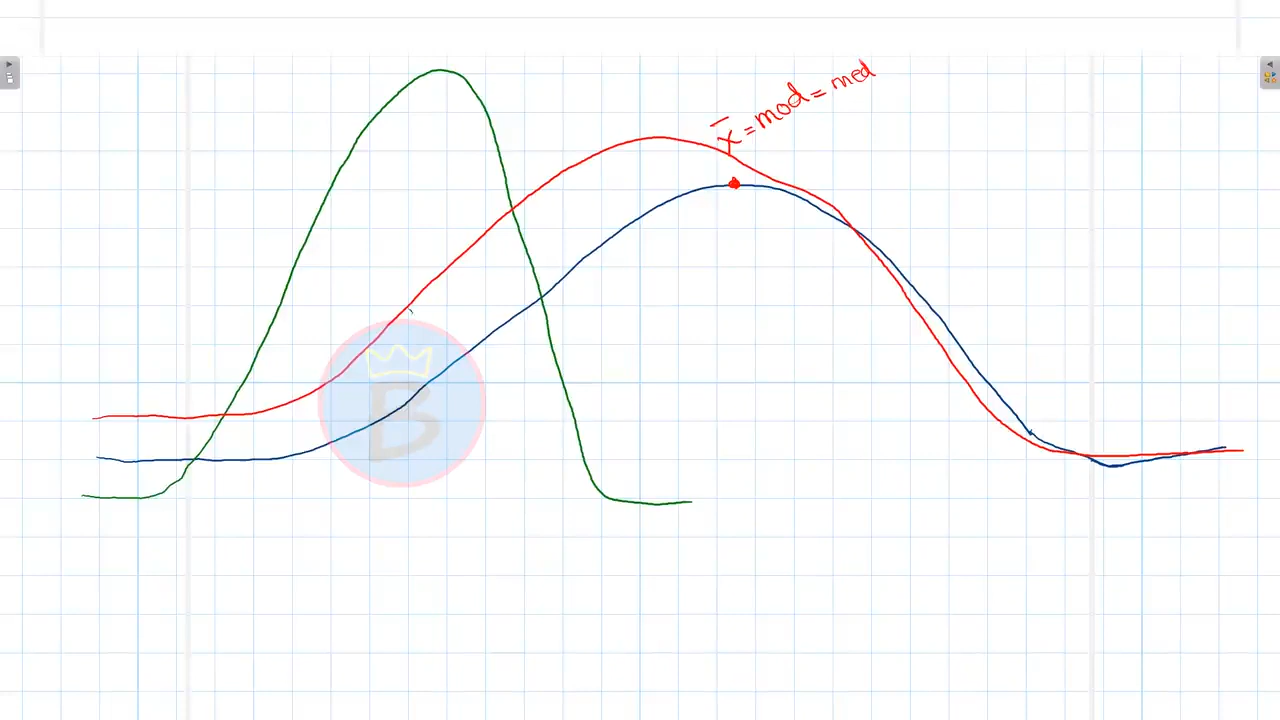 x̄ = mod = med
B